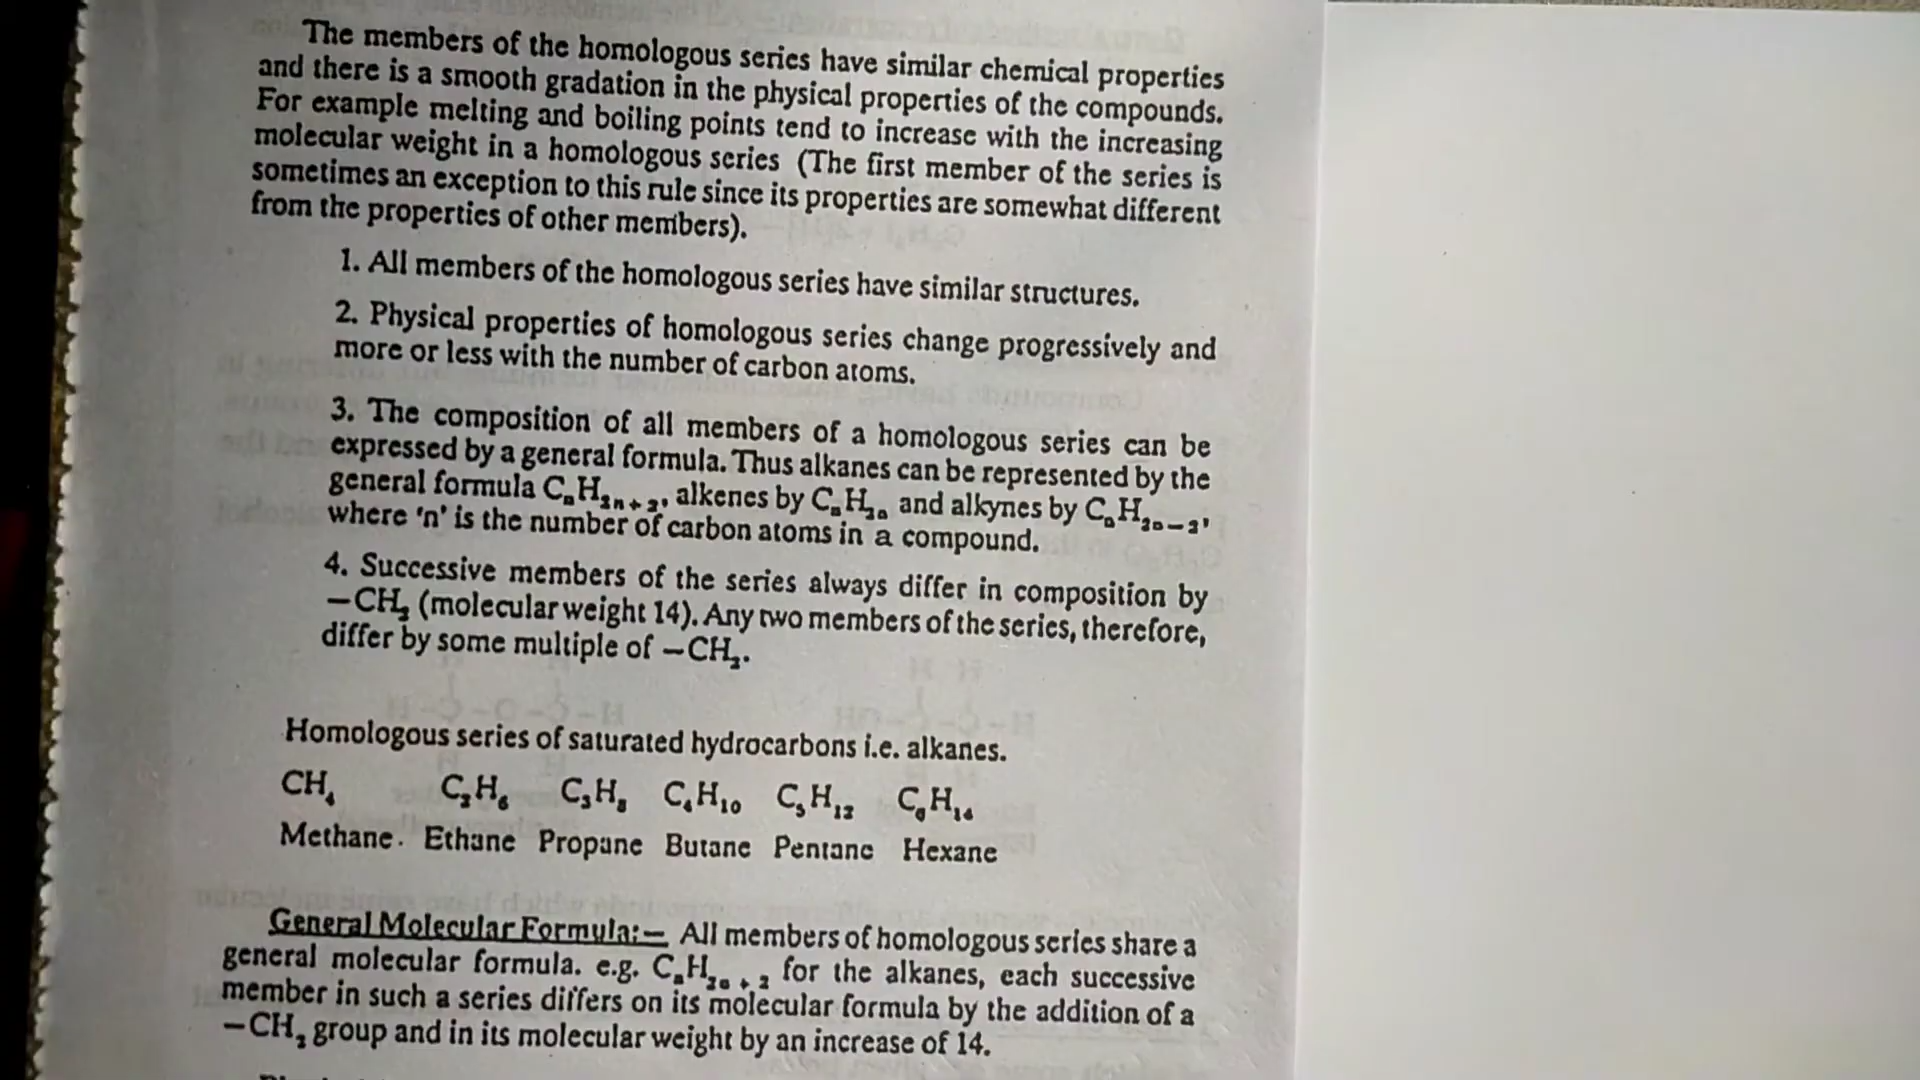 The members of the homologous series have similar chemical properties
and there is a smooth gradation in the physical properties of the compounds.
For example melting and boiling points tend to increase with the increasing
molecular weight in a homologous series (The first member of the series is
sometimes an exception to this rule since its properties are somewhat different
from the properties of other members).
1. All members of the homologous series have similar structures.
2. Physical properties of homologous series change progressively and
more or less with the number of carbon atoms.
3. The composition of all members of a homologous series can be
expressed by a general formula. Thus alkanes can be represented by the
general formula CₙH₂ₙ₊₂, alkenes by CₙH₂ₙ and alkynes by CₙH₂ₙ₋₂,
where 'n' is the number of carbon atoms in a compound.
4. Successive members of the series always differ in composition by
—CH₂ (molecular weight 14). Any two members of the series, therefore,
differ by some multiple of —CH₂.
Homologous series of saturated hydrocarbons i.e. alkanes.
CH₄ C₂H₆ C₃H₈ C₄H₁₀ C₅H₁₂ C₆H₁₄
Methane. Ethane Propane Butane Pentane Hexane
General Molecular Formula:— All members of homologous series share a
general molecular formula. e.g. CₙH₂ₙ₊₂ for the alkanes, each successive
member in such a series differs on its molecular formula by the addition of a
—CH₂ group and in its molecular weight by an increase of 14.